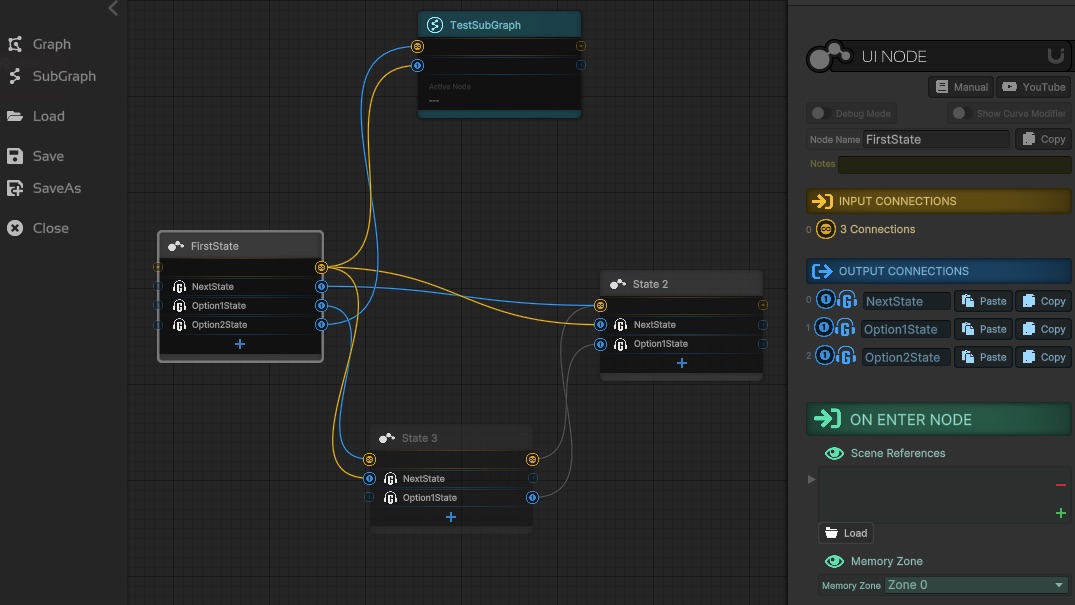 Graph
SubGraph
Load
Save
SaveAs
Close
TestSubGraph
Active Node
---
FirstState
NextState
Option1State
Option2State
+
State 2
NextState
Option1State
+
State 3
NextState
Option1State
+
UI NODE
Manual
YouTube
Debug Mode
Show Curve Modifier
Node Name FirstState Copy
Notes
INPUT CONNECTIONS
0 3 Connections
OUTPUT CONNECTIONS
0 NextState Paste Copy
1 Option1State Paste Copy
2 Option2State Paste Copy
ON ENTER NODE
Scene References
Load
Memory Zone
Memory Zone Zone 0